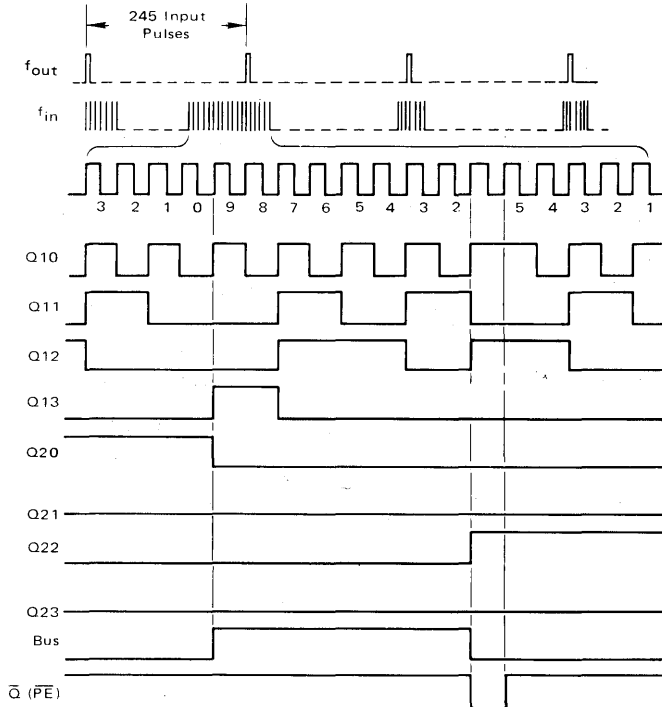 245 Input
Pulses
fout
fin
3 2 1 0 9 8 7 6 5 4 3 2 5 4 3 2 1
Q10
Q11
Q12
Q13
Q20
Q21
Q22
Q23
Bus
Q̅ (P̅E̅)